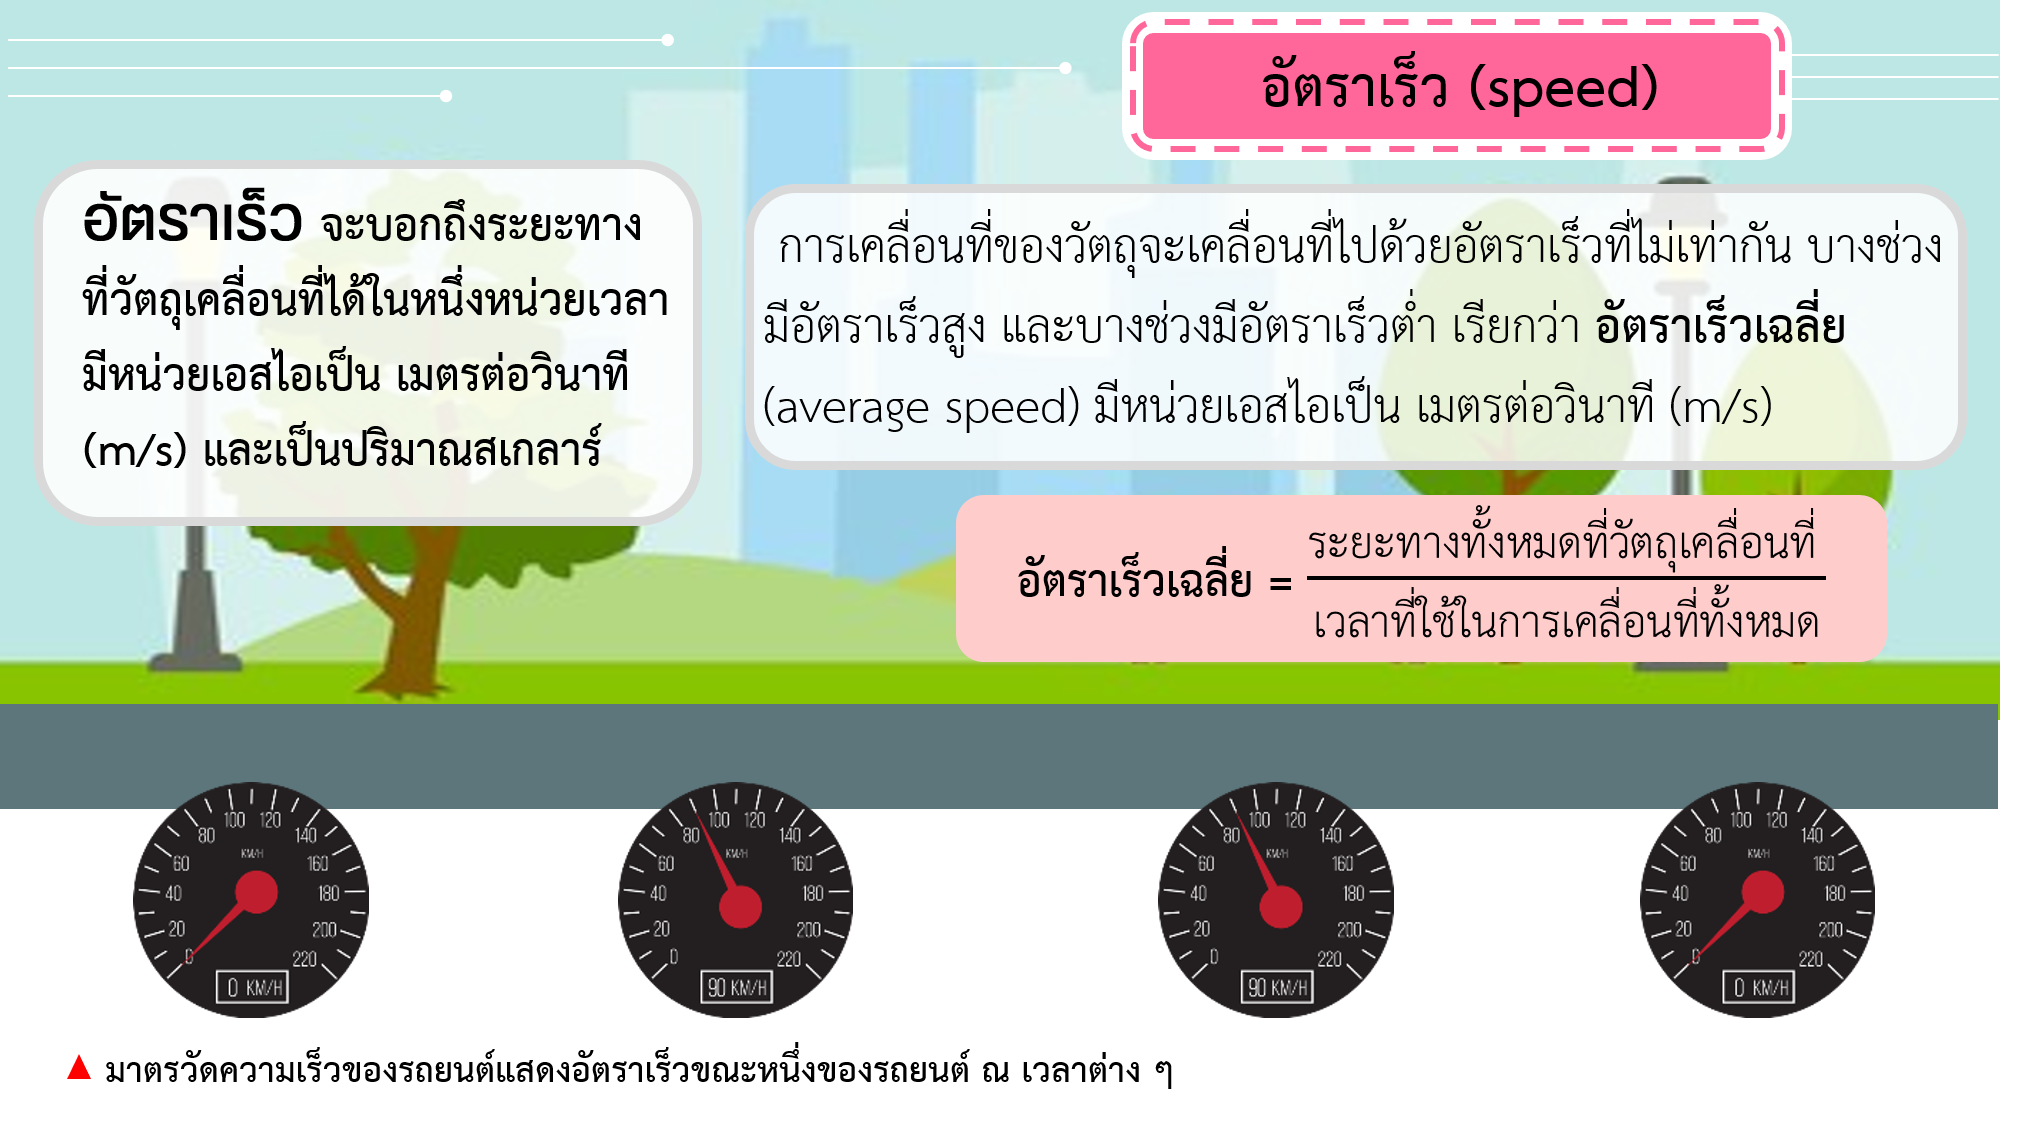 อัตราเร็ว (speed)
อัตราเร็ว จะบอกถึงระยะทาง
ที่วัตถุเคลื่อนที่ได้ในหนึ่งหน่วยเวลา
มีหน่วยเอสไอเป็น เมตรต่อวินาที
(m/s) และเป็นปริมาณสเกลาร์
การเคลื่อนที่ของวัตถุจะเคลื่อนที่ไปด้วยอัตราเร็วที่ไม่เท่ากัน บางช่วง
มีอัตราเร็วสูง และบางช่วงมีอัตราเร็วต่ำ เรียกว่า อัตราเร็วเฉลี่ย
(average speed) มีหน่วยเอสไอเป็น เมตรต่อวินาที (m/s)
อัตราเร็วเฉลี่ย =
ระยะทางทั้งหมดที่วัตถุเคลื่อนที่
เวลาที่ใช้ในการเคลื่อนที่ทั้งหมด
0 20 40 60 80 100 120 140 160 180 200 220
KM/H
0 KM/H
0 20 40 60 80 100 120 140 160 180 200 220
KM/H
90 KM/H
0 20 40 60 80 100 120 140 160 180 200 220
KM/H
90 KM/H
0 20 40 60 80 100 120 140 160 180 200 220
KM/H
0 KM/H
▲ มาตรวัดความเร็วของรถยนต์แสดงอัตราเร็วขณะหนึ่งของรถยนต์ ณ เวลาต่าง ๆ